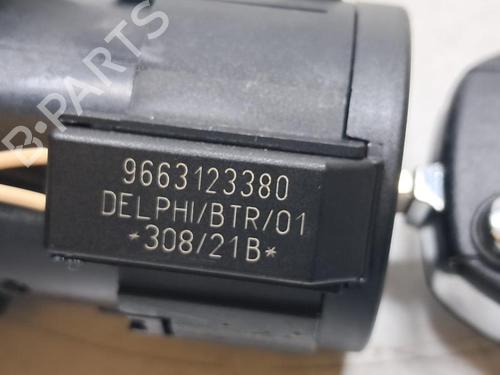 B-PARTS
9663123380
DELPHI/BTR/01
*308/21B*